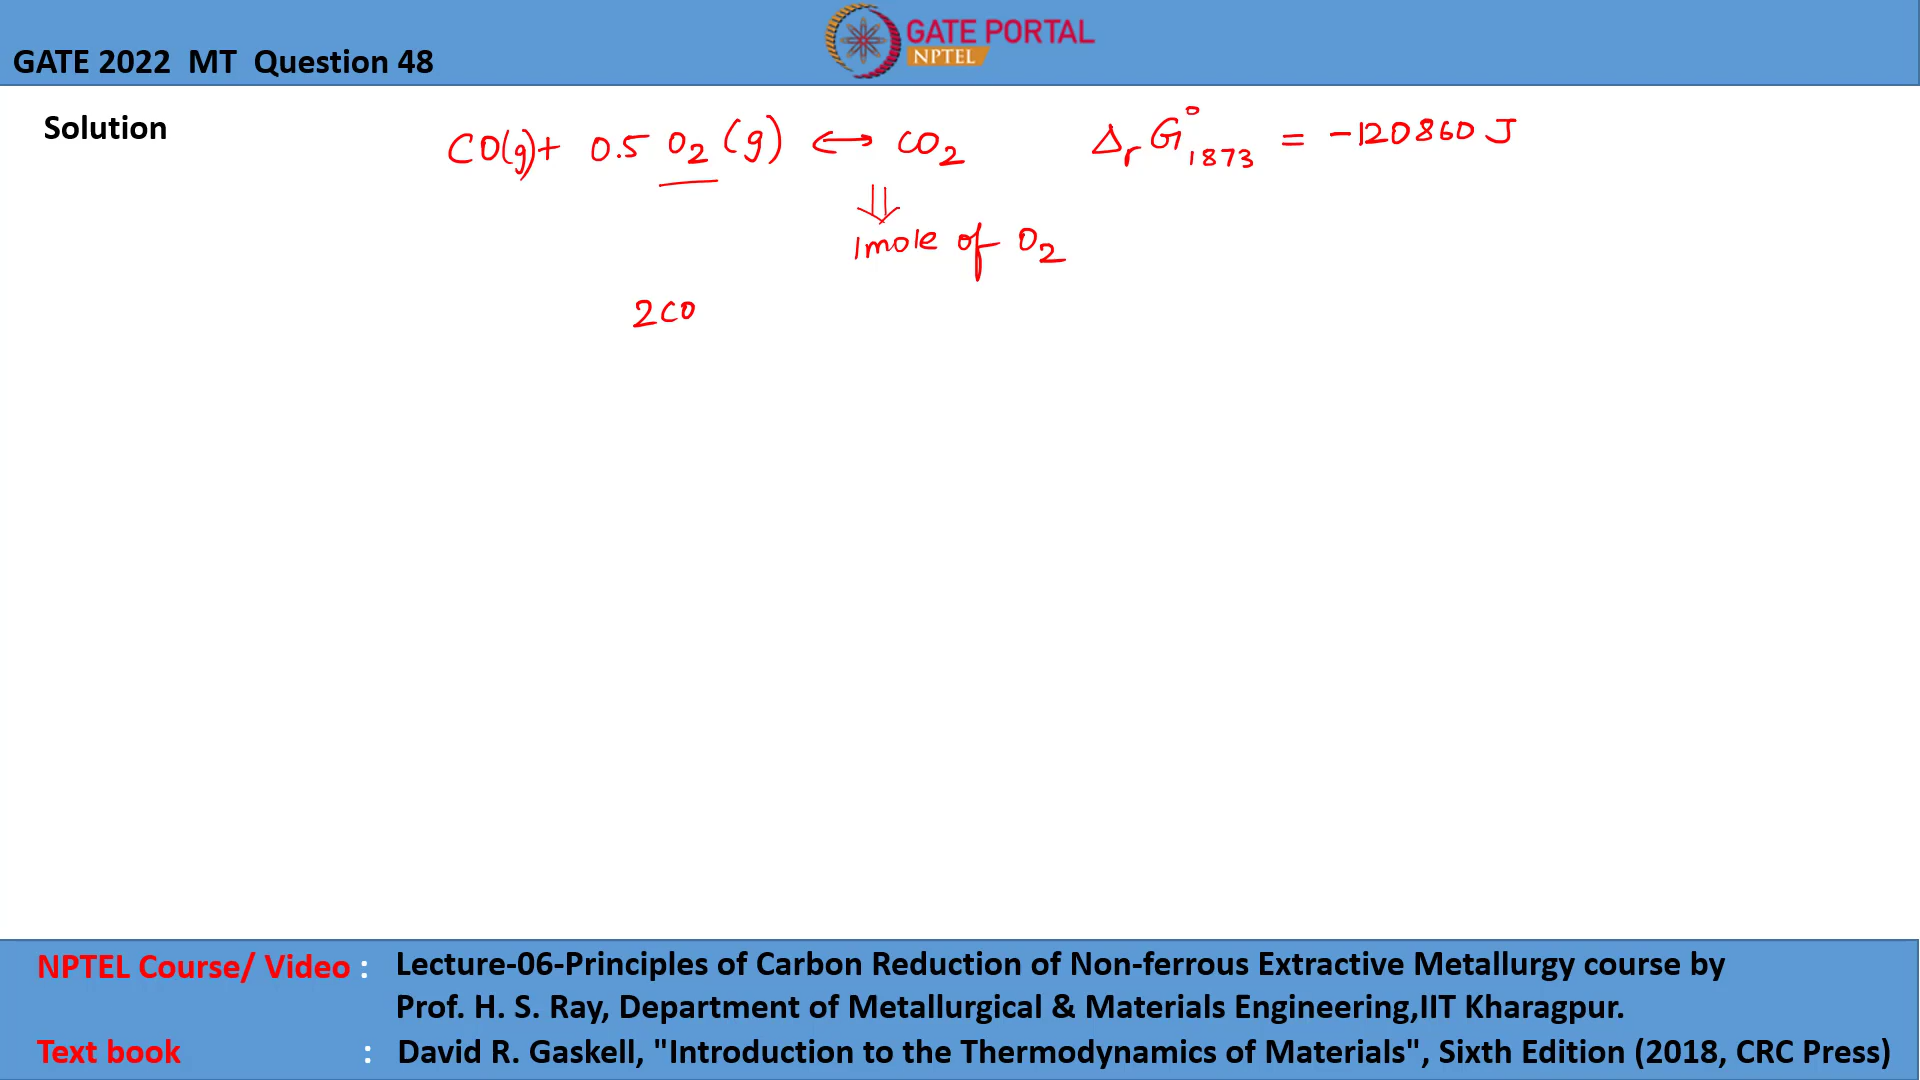 GATE 2022 MT Question 48
GATE PORTAL
NPTEL
Solution
CO(g)+ 0.5 O₂ (g) ⟷ CO₂ ΔᵣG°₁₈₇₃ = -120860 J
⇓
1mole of O₂
2CO
NPTEL Course/ Video : Lecture-06-Principles of Carbon Reduction of Non-ferrous Extractive Metallurgy course by
Prof. H. S. Ray, Department of Metallurgical & Materials Engineering,IIT Kharagpur.
Text book : David R. Gaskell, "Introduction to the Thermodynamics of Materials", Sixth Edition (2018, CRC Press)